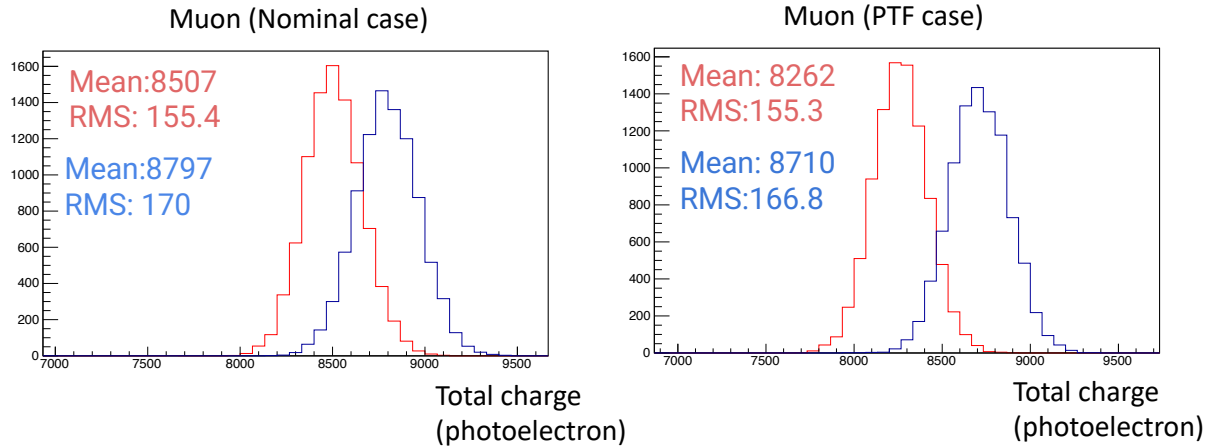 Muon (Nominal case)
Mean:8507
RMS: 155.4
Mean:8797
RMS: 170
1600
1400
1200
1000
800
600
400
200
0
7000 7500 8000 8500 9000 9500
Total charge
(photoelectron)
Muon (PTF case)
Mean: 8262
RMS:155.3
Mean: 8710
RMS:166.8
1600
1400
1200
1000
800
600
400
200
0
7000 7500 8000 8500 9000 9500
Total charge
(photoelectron)